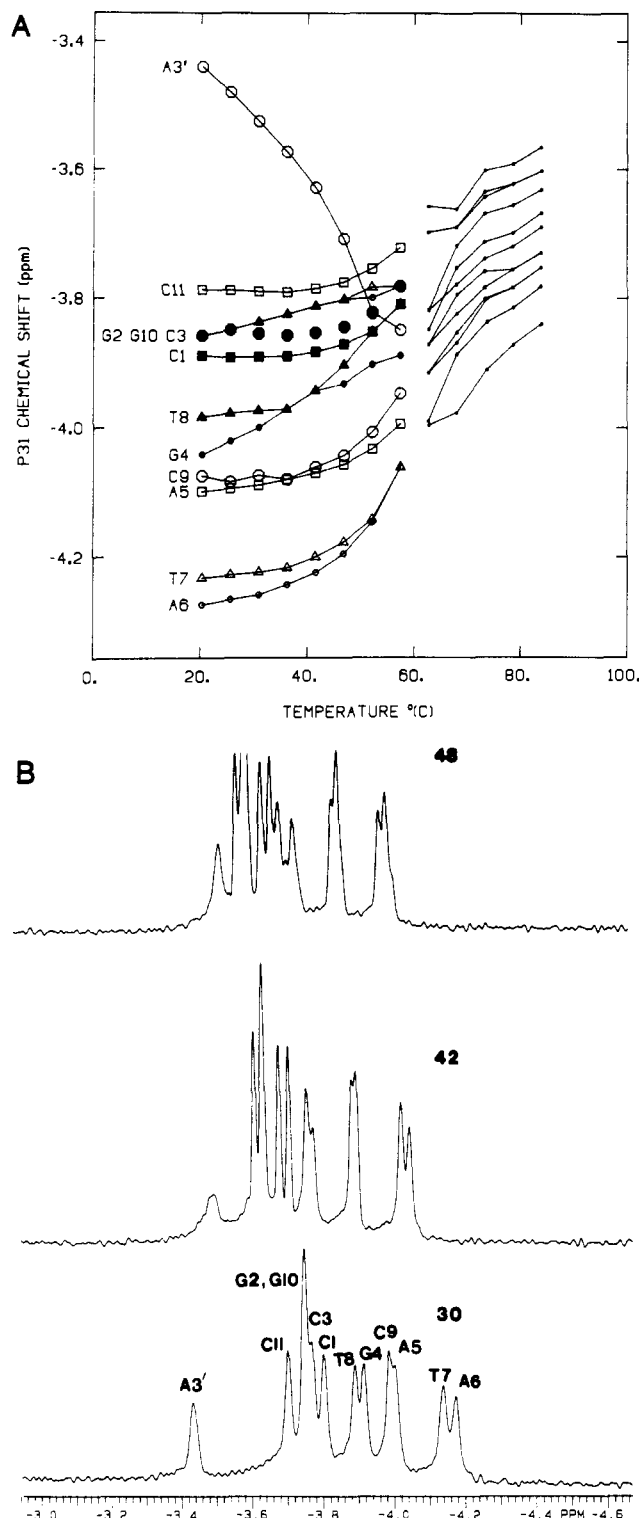 A
-3.4
-3.6
-3.8
-4.0
-4.2
P31 CHEMICAL SHIFT (ppm)
A3'
C11
G2 G10 C3
C1
T8
G4
C9
A5
T7
A6
0.
20.
40.
60.
80.
100.
TEMPERATURE °(C)
B
48
42
30
G2, G10
C3
C11
C1
T8
G4
C9
A5
T7
A6
A3'
-3.0
-3.2
-3.4
-3.6
-3.8
-4.0
-4.2
-4.4 PPM -4.6